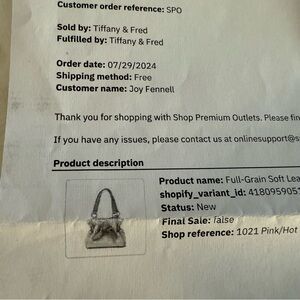 Customer order reference: SPO
Sold by: Tiffany & Fred
Fulfilled by: Tiffany & Fred
Order date: 07/29/2024
Shipping method: Free
Customer name: Joy Fennell
Thank you for shopping with Shop Premium Outlets. Please fin
If you have any issues, please contact us at onlinesupport@s
Product description
Product name: Full-Grain Soft Lea
shopify_variant_id: 4180959051
Status: New
Final Sale: false
Shop reference: 1021 Pink/Hot